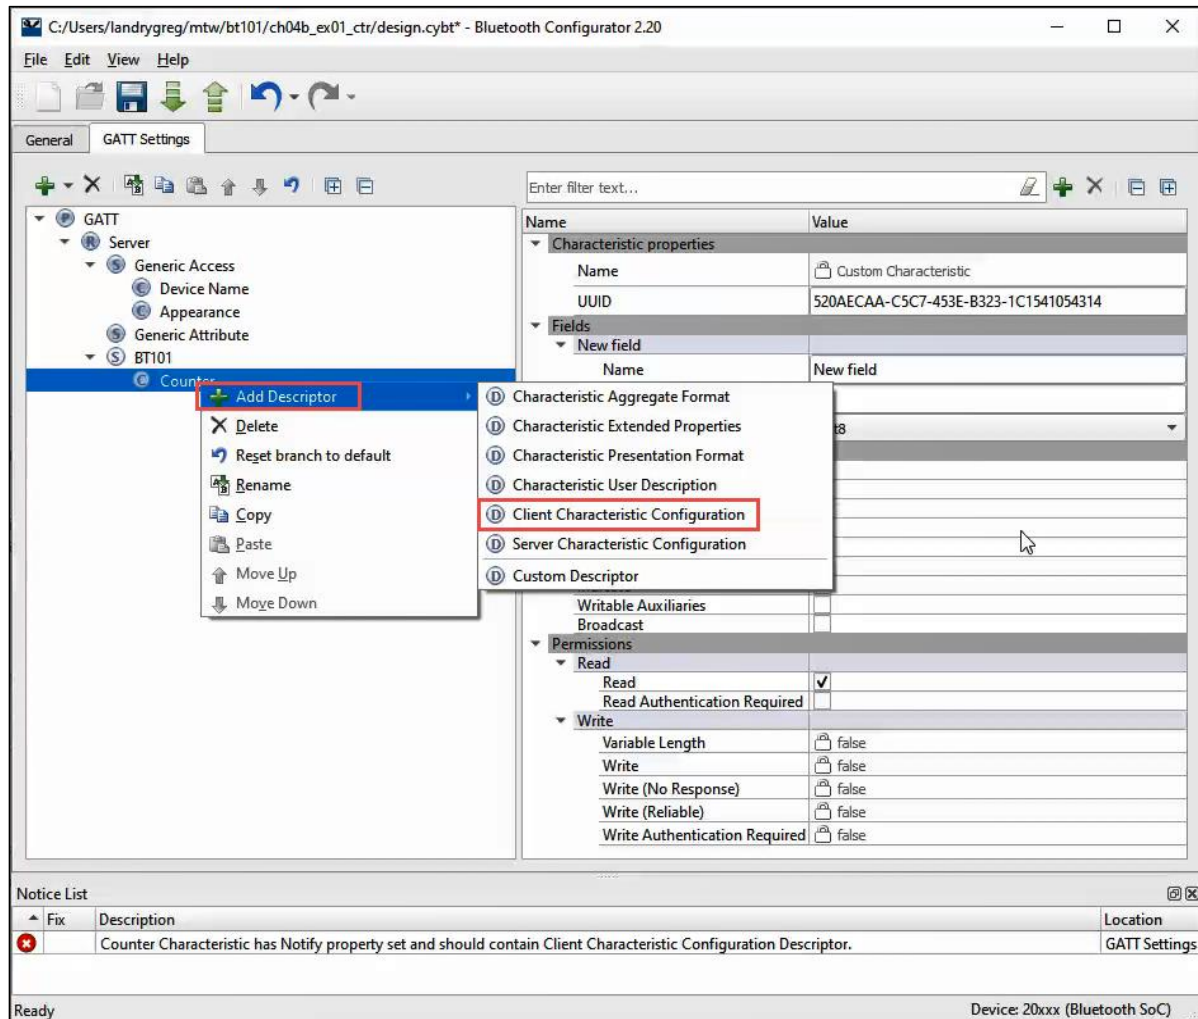 C:/Users/landrygreg/mtw/bt101/ch04b_ex01_ctr/design.cybt* - Bluetooth Configurator 2.20
File Edit View Help
General GATT Settings
Enter filter text...
GATT
Server
Generic Access
Device Name
Appearance
Generic Attribute
BT101
Counter
Add Descriptor
Delete
Reset branch to default
Rename
Copy
Paste
Move Up
Move Down
Characteristic Aggregate Format
Characteristic Extended Properties
Characteristic Presentation Format
Characteristic User Description
Client Characteristic Configuration
Server Characteristic Configuration
Custom Descriptor
Name Value
Characteristic properties
Name Custom Characteristic
UUID 520AECAA-C5C7-453E-B323-1C1541054314
Fields
New field
Name New field
t8
Writable Auxiliaries
Broadcast
Permissions
Read
Read
Read Authentication Required
Write
Variable Length false
Write false
Write (No Response) false
Write (Reliable) false
Write Authentication Required false
Notice List
Fix Description Location
Counter Characteristic has Notify property set and should contain Client Characteristic Configuration Descriptor. GATT Settings
Ready Device: 20xxx (Bluetooth SoC)